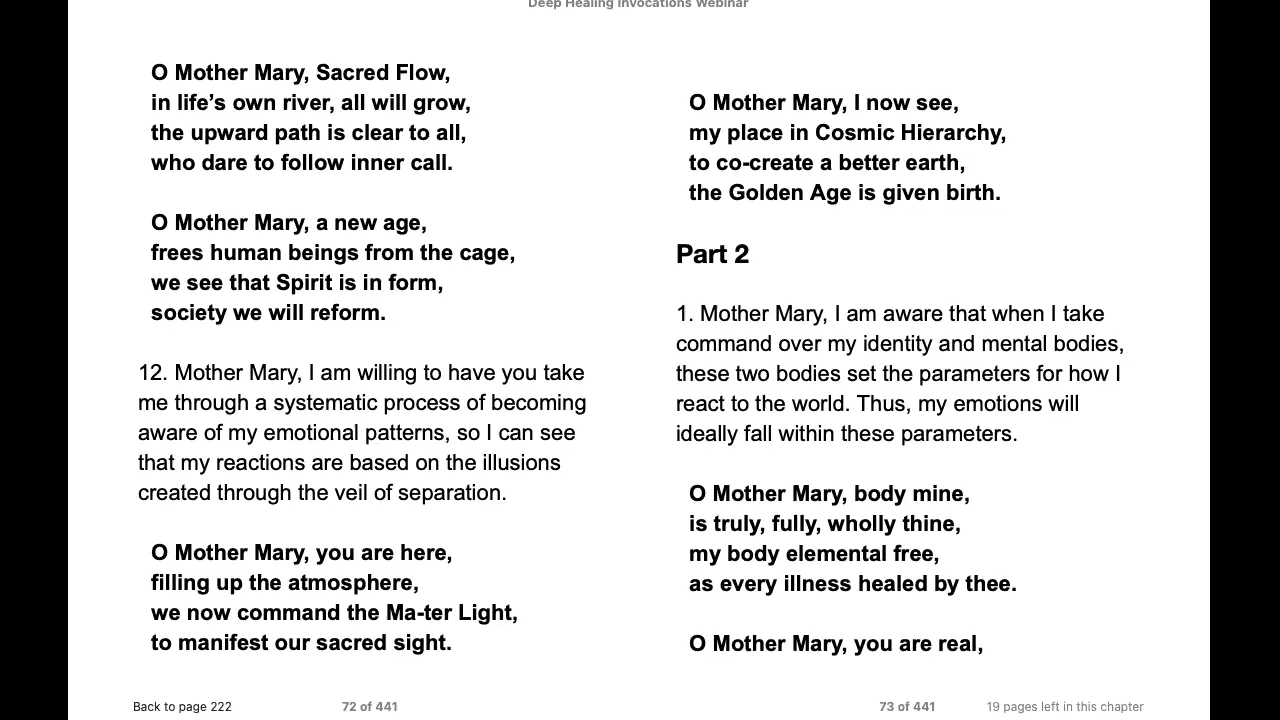 Deep Healing Invocations Webinar
O Mother Mary, Sacred Flow,
in life’s own river, all will grow,
the upward path is clear to all,
who dare to follow inner call.
O Mother Mary, a new age,
frees human beings from the cage,
we see that Spirit is in form,
society we will reform.
12. Mother Mary, I am willing to have you take
me through a systematic process of becoming
aware of my emotional patterns, so I can see
that my reactions are based on the illusions
created through the veil of separation.
O Mother Mary, you are here,
filling up the atmosphere,
we now command the Ma-ter Light,
to manifest our sacred sight.
O Mother Mary, I now see,
my place in Cosmic Hierarchy,
to co-create a better earth,
the Golden Age is given birth.
Part 2
1. Mother Mary, I am aware that when I take
command over my identity and mental bodies,
these two bodies set the parameters for how I
react to the world. Thus, my emotions will
ideally fall within these parameters.
O Mother Mary, body mine,
is truly, fully, wholly thine,
my body elemental free,
as every illness healed by thee.
O Mother Mary, you are real,
Back to page 222
72 of 441
73 of 441
19 pages left in this chapter